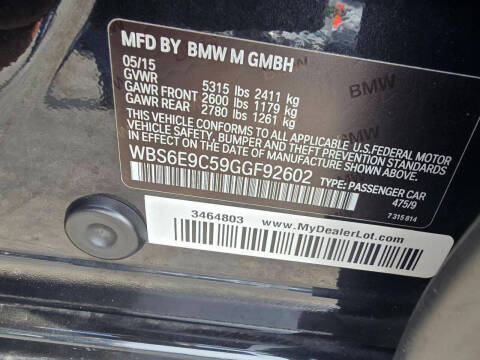 MFD BY BMW M GMBH
05/15
GVWR 5315 lbs 2411 kg
GAWR FRONT 2600 lbs 1179 kg
GAWR REAR 2780 lbs 1261 kg
THIS VEHICLE CONFORMS TO ALL APPLICABLE U.S.FEDERAL MOTOR
VEHICLE SAFETY, BUMPER AND THEFT PREVENTION STANDARDS
IN EFFECT ON THE DATE OF MANUFACTURE SHOWN ABOVE.
WBS6E9C59GGF92602
TYPE: PASSENGER CAR
475/9
7 315 814
BMW
3464803
www.MyDealerLot.com